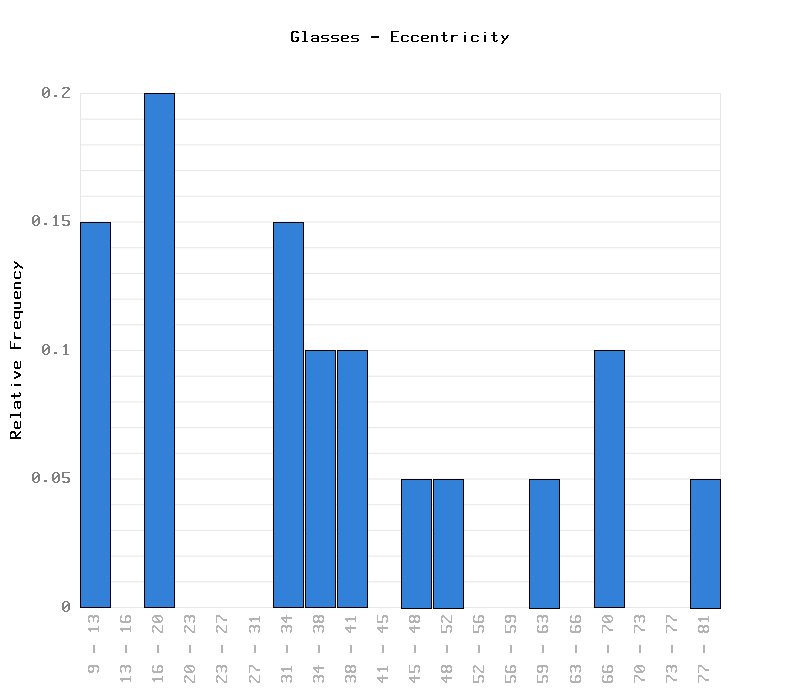 Glasses - Eccentricity
Relative Frequency
0.2
0.15
0.1
0.05
0
9 - 13
13 - 16
16 - 20
20 - 23
23 - 27
27 - 31
31 - 34
34 - 38
38 - 41
41 - 45
45 - 48
48 - 52
52 - 56
56 - 59
59 - 63
63 - 66
66 - 70
70 - 73
73 - 77
77 - 81